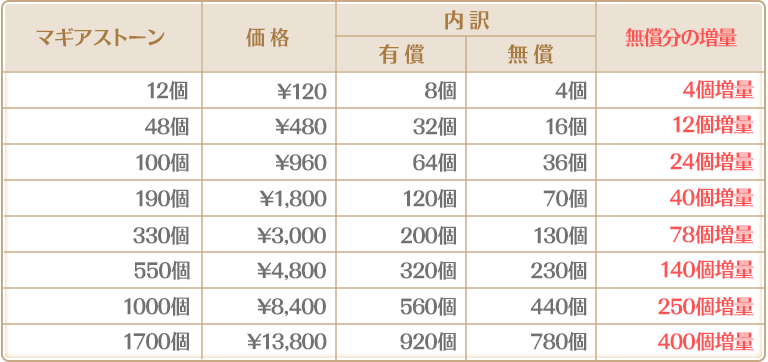 マギアストーン 価格 内訳 無償分の増量
有償 無償
12個 ¥120 8個 4個 4個増量
48個 ¥480 32個 16個 12個増量
100個 ¥960 64個 36個 24個増量
190個 ¥1,800 120個 70個 40個増量
330個 ¥3,000 200個 130個 78個増量
550個 ¥4,800 320個 230個 140個増量
1000個 ¥8,400 560個 440個 250個増量
1700個 ¥13,800 920個 780個 400個増量